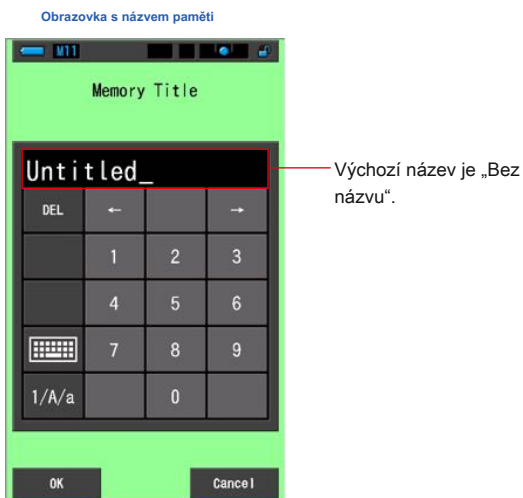 Obrazovka s názvem paměti
M11
Memory Title
Untitled_
Výchozí název je „Bez
názvu“.
DEL ← →
1 2 3
4 5 6
7 8 9
1/A/a 0
OK Cancel